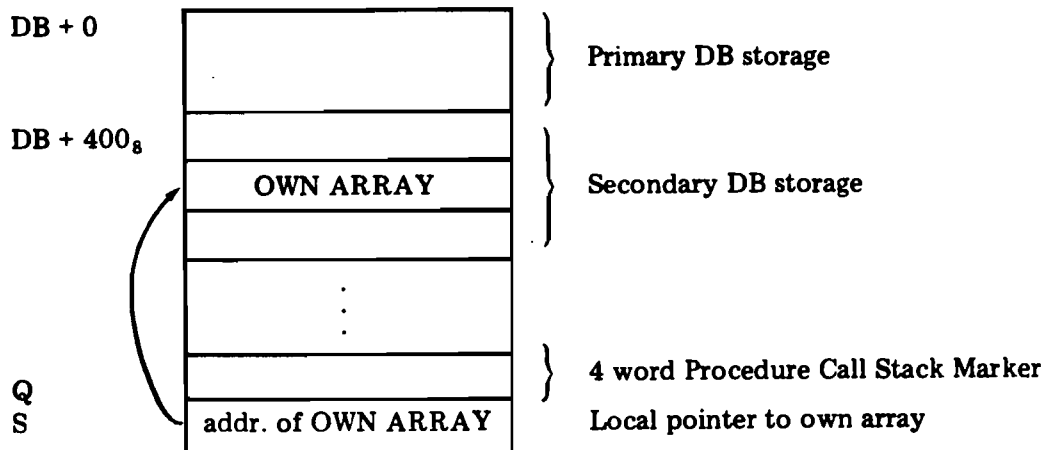 DB + 0
Primary DB storage
DB + 400₈
OWN ARRAY
Secondary DB storage
4 word Procedure Call Stack Marker
Q
S
addr. of OWN ARRAY
Local pointer to own array